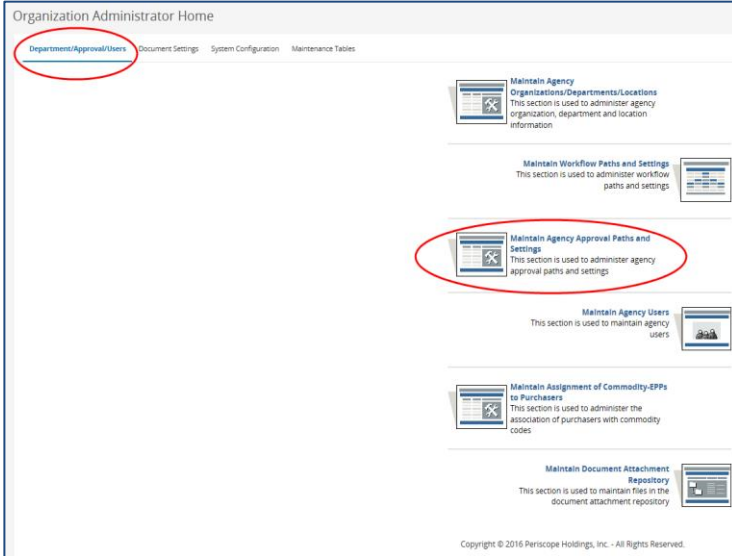 Organization Administrator Home
Department/Approval/Users Document Settings System Configuration Maintenance Tables
Maintain Agency
Organizations/Departments/Locations
This section is used to administer agency
organization, department and location
information
Maintain Workflow Paths and Settings
This section is used to administer workflow
paths and settings
Maintain Agency Approval Paths and
Settings
This section is used to administer agency
approval paths and settings
Maintain Agency Users
This section is used to maintain agency
users
Maintain Assignment of Commodity-EPPs
to Purchasers
This section is used to administer the
association of purchasers with commodity
codes
Maintain Document Attachment
Repository
This section is used to maintain files in the
document attachment repository
Copyright © 2016 Periscope Holdings, Inc. - All Rights Reserved.